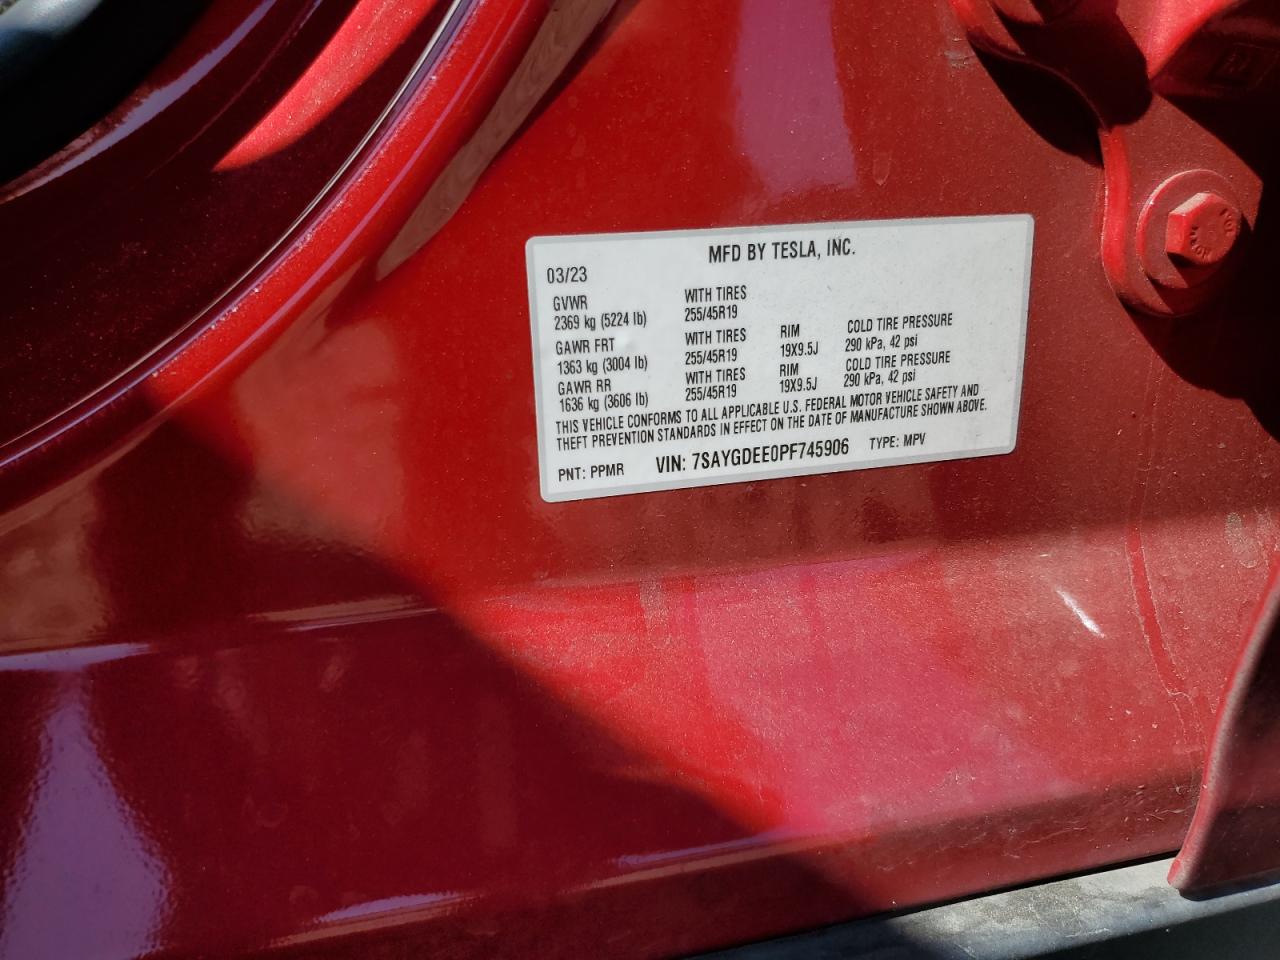 MFD BY TESLA, INC.
03/23
GVWR WITH TIRES
2369 kg (5224 lb) 255/45R19
GAWR FRT WITH TIRES RIM COLD TIRE PRESSURE
1363 kg (3004 lb) 255/45R19 19X9.5J 290 kPa, 42 psi
GAWR RR WITH TIRES RIM COLD TIRE PRESSURE
1636 kg (3606 lb) 255/45R19 19X9.5J 290 kPa, 42 psi
THIS VEHICLE CONFORMS TO ALL APPLICABLE U.S. FEDERAL MOTOR VEHICLE SAFETY AND
THEFT PREVENTION STANDARDS IN EFFECT ON THE DATE OF MANUFACTURE SHOWN ABOVE.
PNT: PPMR VIN: 7SAYGDEE0PF745906 TYPE: MPV